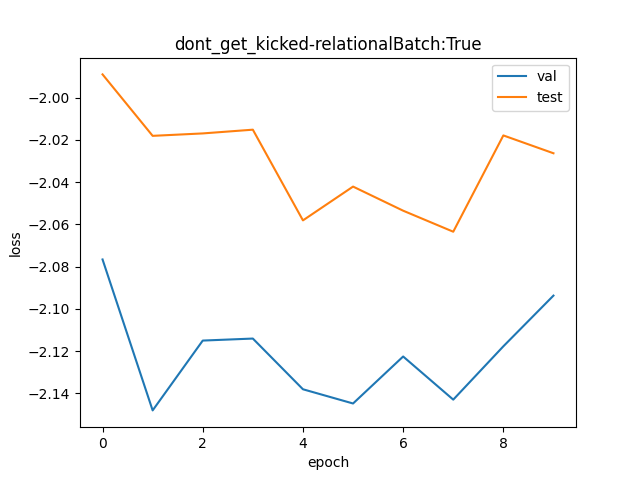 dont_get_kicked-relationalBatch:True
val
test
−2.00
−2.02
−2.04
−2.06
−2.08
−2.10
−2.12
−2.14
loss
0
2
4
6
8
epoch